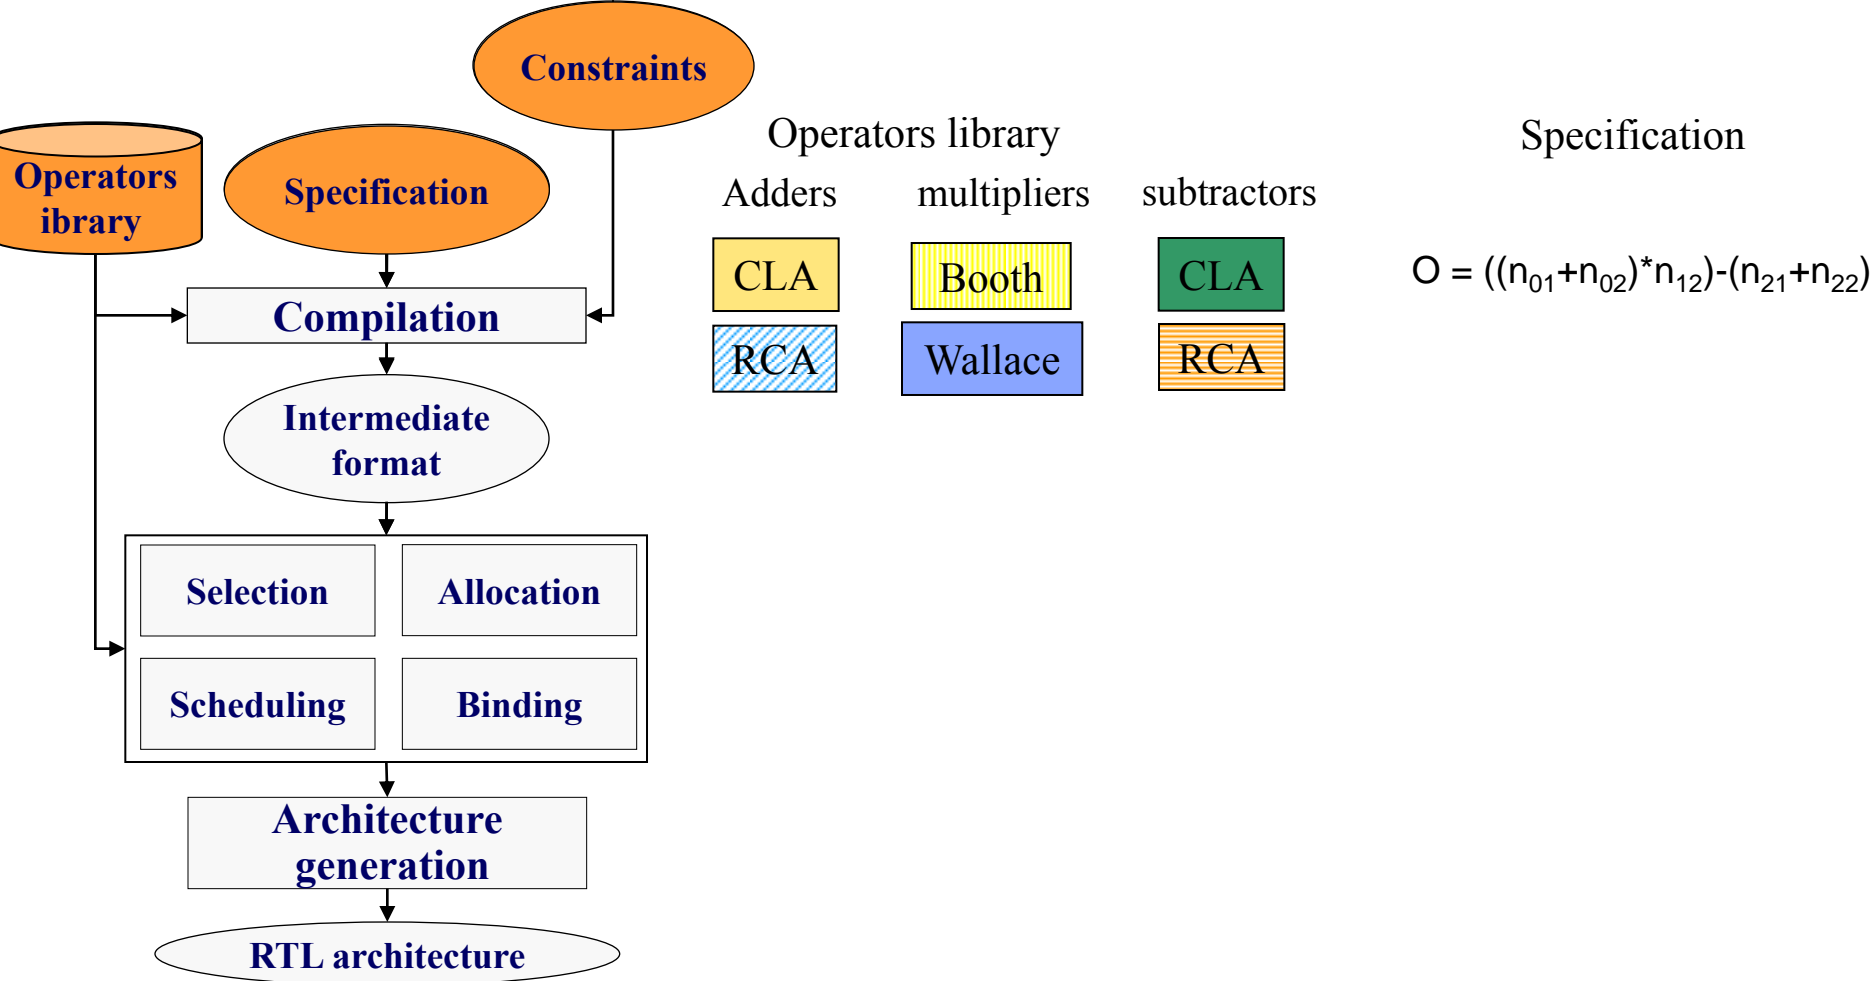 Constraints
Operators
ibrary
Specification
Compilation
Intermediate
format
Selection
Allocation
Scheduling
Binding
Architecture
generation
RTL architecture
Operators library
Adders multipliers subtractors
CLA Booth CLA
RCA Wallace RCA
Specification
O = ((n₀₁+n₀₂)*n₁₂)-(n₂₁+n₂₂)